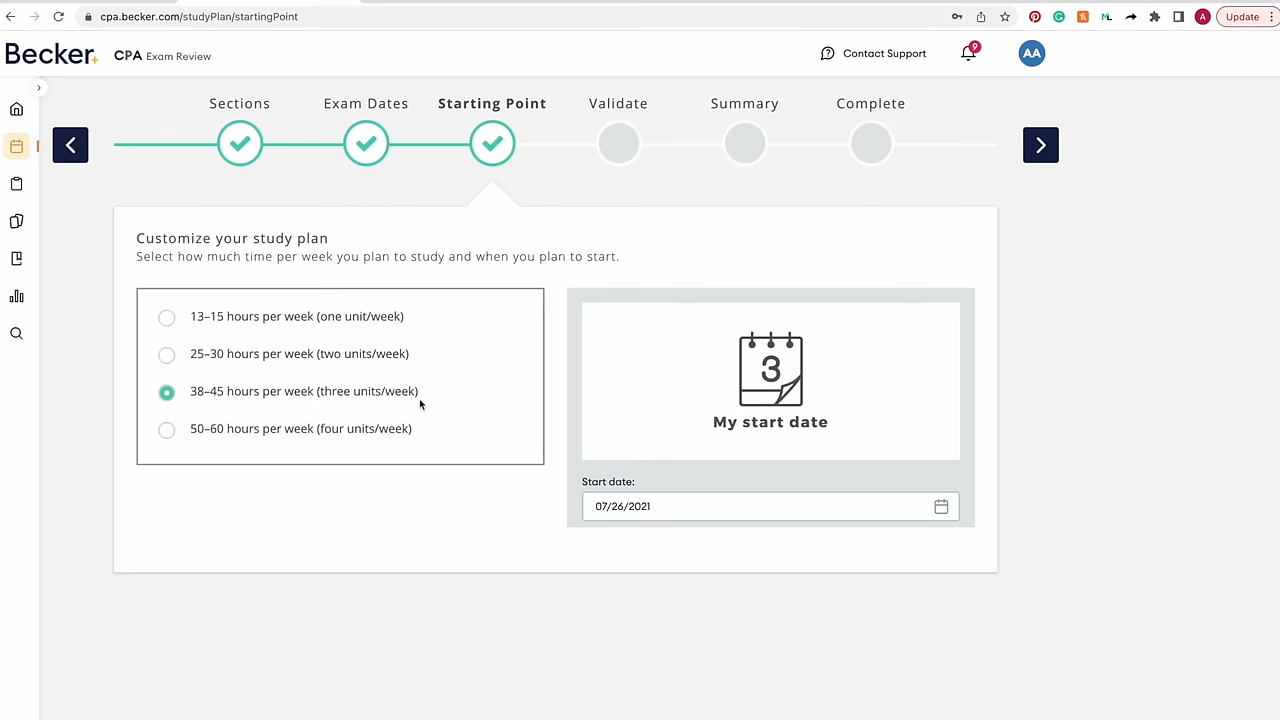 cpa.becker.com/studyPlan/startingPoint
A
Update
Becker.
CPA Exam Review
Contact Support
9
AA
Sections
Exam Dates
Starting Point
Validate
Summary
Complete
Customize your study plan
Select how much time per week you plan to study and when you plan to start.
13–15 hours per week (one unit/week)
25–30 hours per week (two units/week)
38–45 hours per week (three units/week)
50–60 hours per week (four units/week)
3
My start date
Start date:
07/26/2021